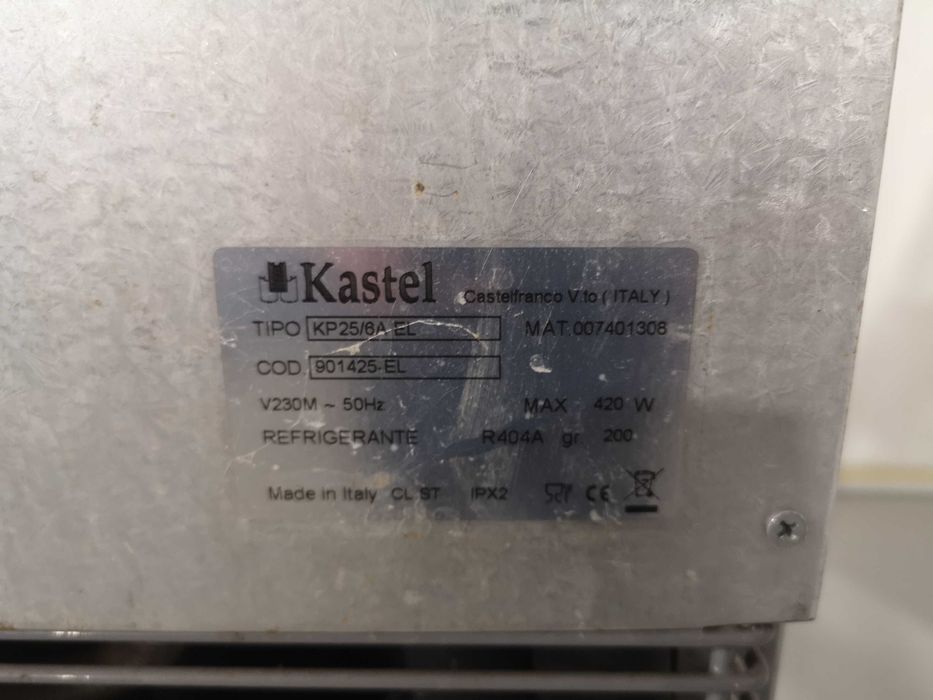 Kastel Castelfranco V.to ( ITALY )
TIPO KP25/6A EL MAT.007401308
COD. 901425-EL
V230M ~ 50Hz MAX 420 W
REFRIGERANTE R404A gr. 200
Made in Italy CL.ST IPX2 CE